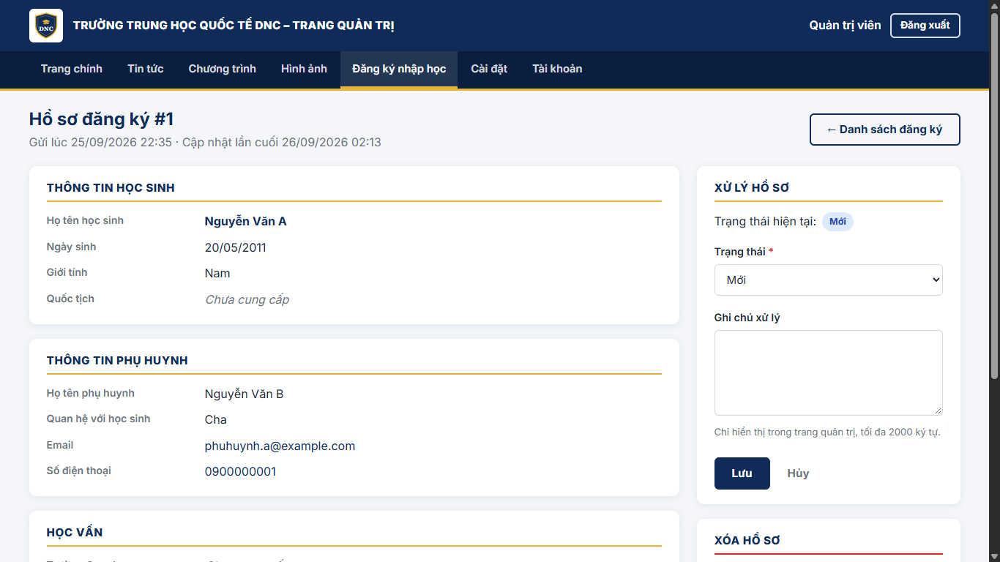 DNC
TRƯỜNG TRUNG HỌC QUỐC TẾ DNC – TRANG QUẢN TRỊ
Quản trị viên
Đăng xuất
Trang chính
Tin tức
Chương trình
Hình ảnh
Đăng ký nhập học
Cài đặt
Tài khoản
Hồ sơ đăng ký #1
Gửi lúc 25/09/2026 22:35 · Cập nhật lần cuối 26/09/2026 02:13
← Danh sách đăng ký
THÔNG TIN HỌC SINH
Họ tên học sinh Nguyễn Văn A
Ngày sinh 20/05/2011
Giới tính Nam
Quốc tịch Chưa cung cấp
THÔNG TIN PHỤ HUYNH
Họ tên phụ huynh Nguyễn Văn B
Quan hệ với học sinh Cha
Email phuhuynh.a@example.com
Số điện thoại 0900000001
HỌC VẤN
XỬ LÝ HỒ SƠ
Trạng thái hiện tại: Mới
Trạng thái *
Mới
Ghi chú xử lý
Chỉ hiển thị trong trang quản trị, tối đa 2000 ký tự.
Lưu
Hủy
XÓA HỒ SƠ